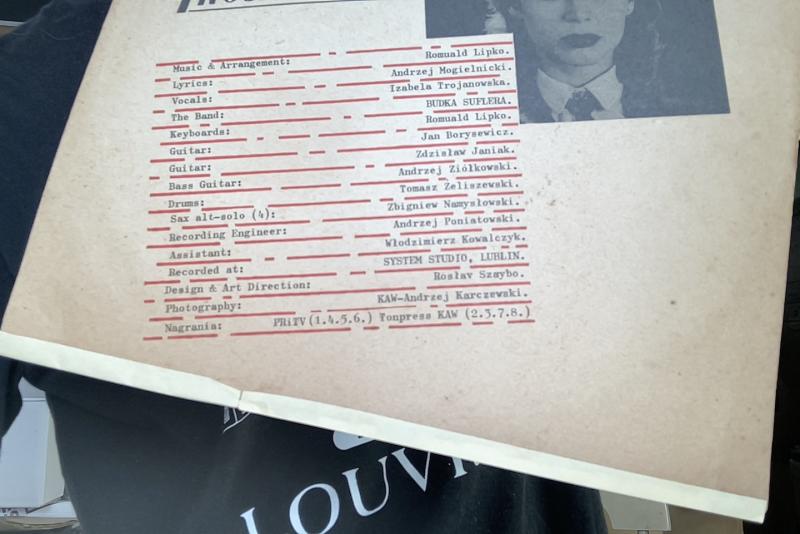 Music & Arrangement: Romuald Lipko.
Lyrics: Andrzej Mogielnicki.
Vocals: Izabela Trojanowska.
The Band: BUDKA SUFLERA.
Keyboards: Romuald Lipko.
Guitar: Jan Borysewicz.
Guitar: Zdzisław Janiak.
Bass Guitar: Andrzej Ziółkowski.
Drums: Tomasz Zeliszewski.
Sax alt-solo (4): Zbigniew Namysłowski.
Recording Engineer: Andrzej Poniatowski.
Assistant: Włodzimierz Kowalczyk.
Recorded at: SYSTEM STUDIO, LUBLIN.
Design & Art Direction: Rosław Szaybo.
Photography: KAW-Andrzej Karczewski.
Nagrania: PRiTV (1.4.5.6.) Tonpress KAW (2.3.7.8.)